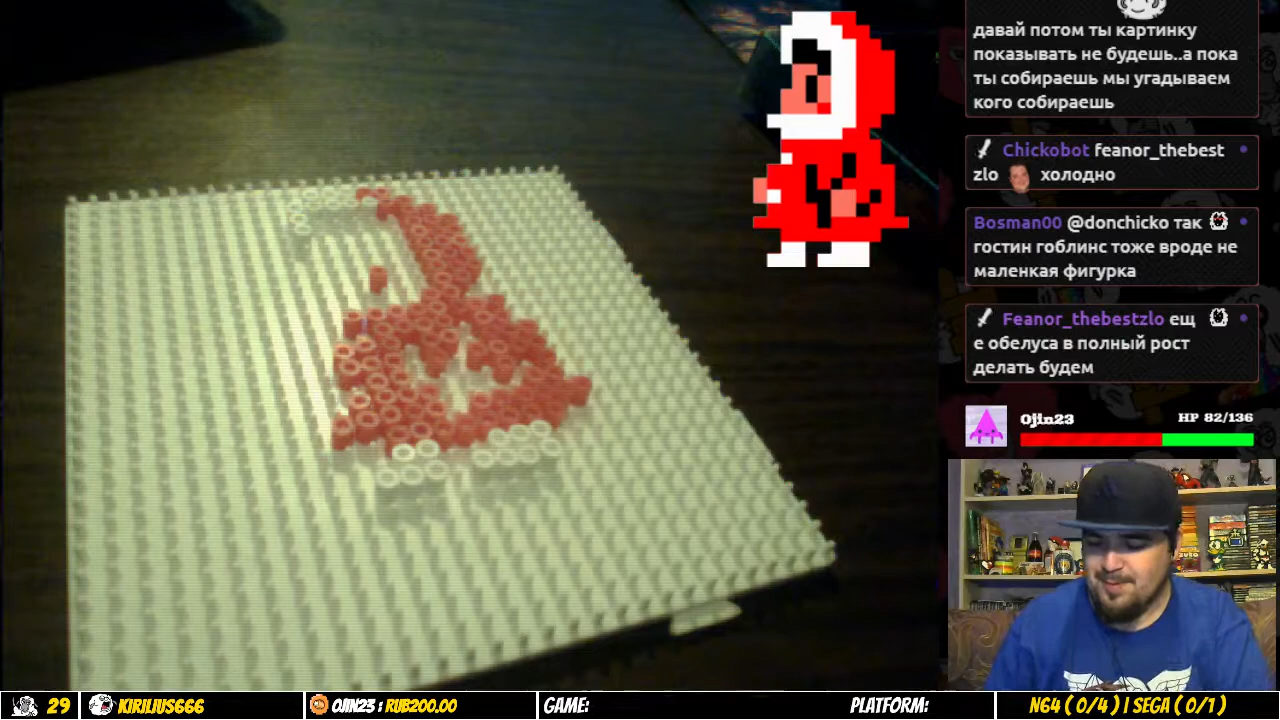 давай потом ты картинку
показывать не будешь..а пока
ты собираешь мы угадываем
кого собираешь
Chickobot feanor_thebest
zlo холодно
Bosman00 @donchicko так
гостин гоблинс тоже вроде не
маленкая фигурка
Feanor_thebestzlo ещ
е обелуса в полный рост
делать будем
Ojin23 HP 82/136
29 KIRILIUS666 OJIN23 : RUB200.00 GAME: PLATFORM: N64 ( 0/4 ) | SEGA ( 0/1 )